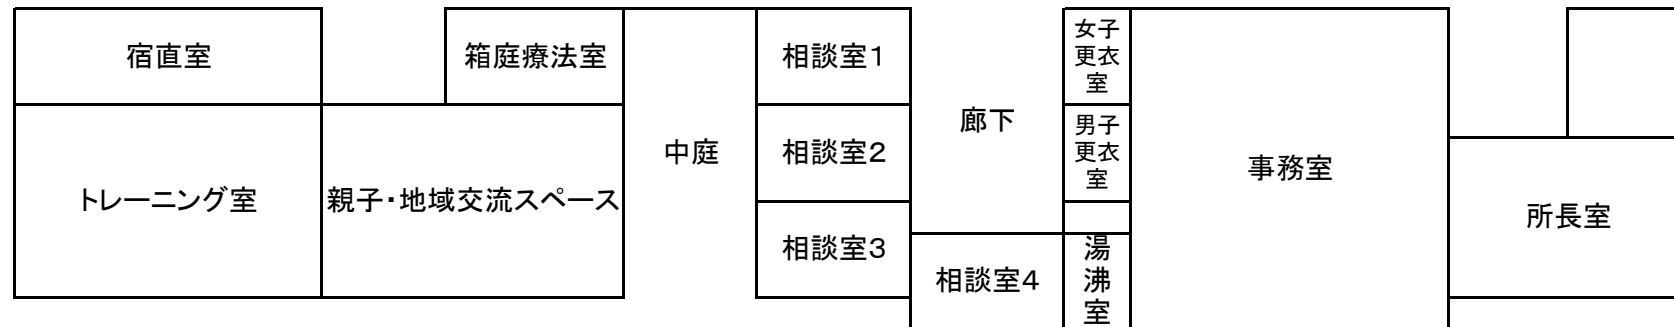 宿直室
箱庭療法室
相談室1
女子
更衣
室
廊下
中庭
相談室2
男子
更衣
室
事務室
トレーニング室
親子・地域交流スペース
相談室3
所長室
相談室4
湯
沸
室